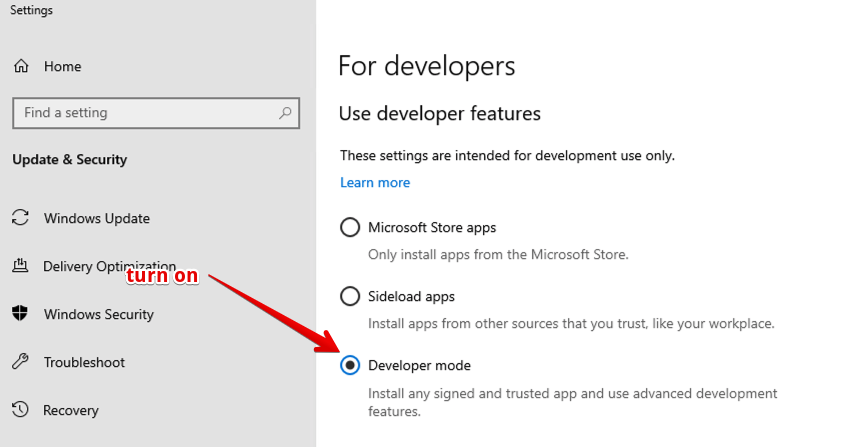 Settings
Home
Find a setting
Update & Security
Windows Update
Delivery Optimization
turn on
Windows Security
Troubleshoot
Recovery
For developers
Use developer features
These settings are intended for development use only.
Learn more
Microsoft Store apps
Only install apps from the Microsoft Store.
Sideload apps
Install apps from other sources that you trust, like your workplace.
Developer mode
Install any signed and trusted app and use advanced development
features.